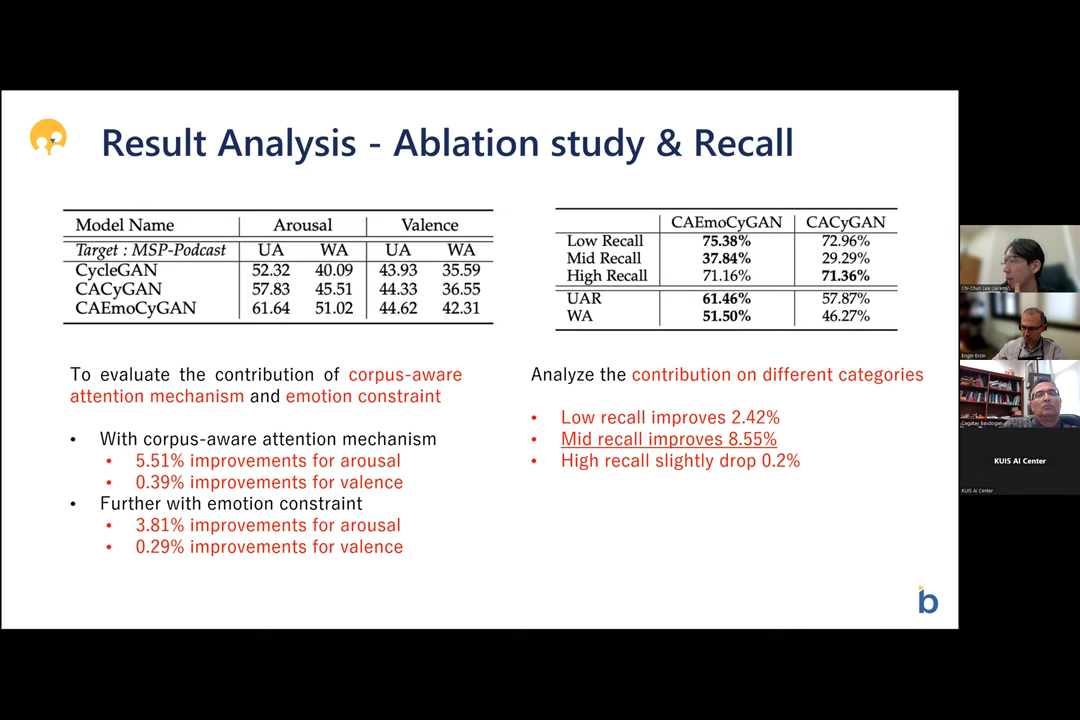 Result Analysis - Ablation study & Recall
Model Name Arousal Valence
Target : MSP-Podcast UA WA UA WA
CycleGAN 52.32 40.09 43.93 35.59
CACyGAN 57.83 45.51 44.33 36.55
CAEmoCyGAN 61.64 51.02 44.62 42.31
To evaluate the contribution of corpus-aware
attention mechanism and emotion constraint
• With corpus-aware attention mechanism
• 5.51% improvements for arousal
• 0.39% improvements for valence
• Further with emotion constraint
• 3.81% improvements for arousal
• 0.29% improvements for valence
CAEmoCyGAN CACyGAN
Low Recall 75.38% 72.96%
Mid Recall 37.84% 29.29%
High Recall 71.16% 71.36%
UAR 61.46% 57.87%
WA 51.50% 46.27%
Analyze the contribution on different categories
• Low recall improves 2.42%
• Mid recall improves 8.55%
• High recall slightly drop 0.2%
b
Chi-Chun Lee (Jeremy)
Engin Erzin
Cagatay Basdogan
KUIS AI Center
KUIS AI Center